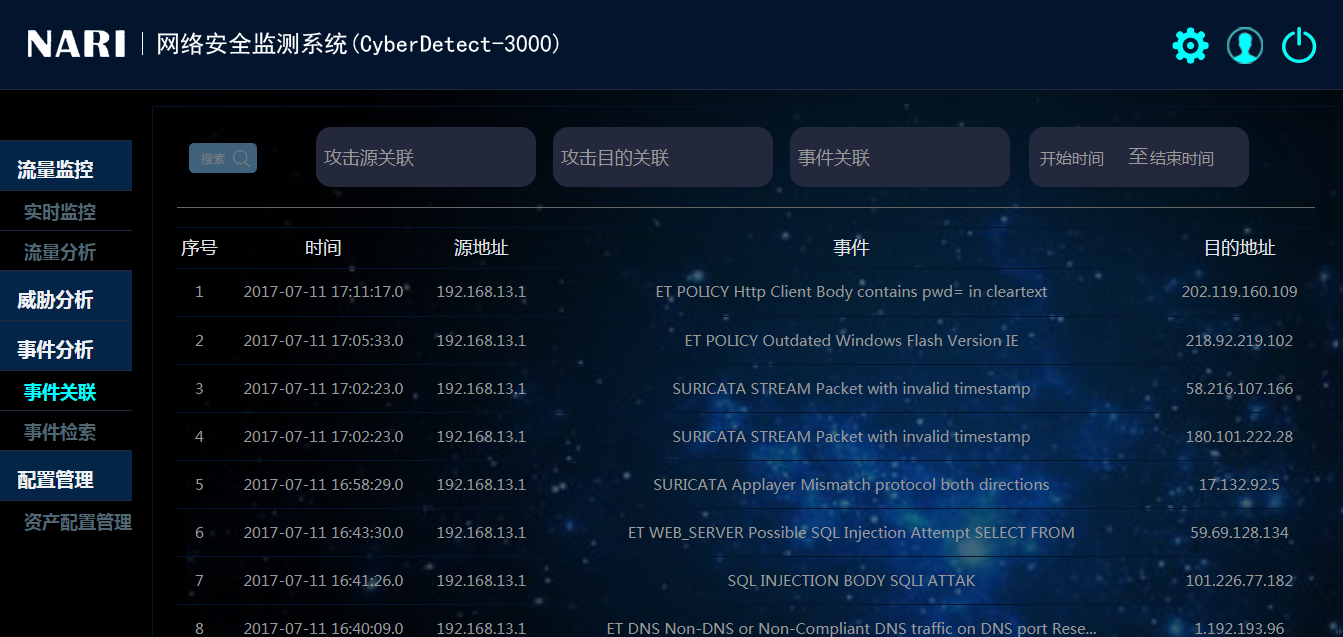 NARI 网络安全监测系统(CyberDetect-3000)
流量监控
实时监控
流量分析
威胁分析
事件分析
事件关联
事件检索
配置管理
资产配置管理
搜索 攻击源关联 攻击目的关联 事件关联 开始时间 至结束时间
序号 时间 源地址 事件 目的地址
1 2017-07-11 17:11:17.0 192.168.13.1 ET POLICY Http Client Body contains pwd= in cleartext 202.119.160.109
2 2017-07-11 17:05:33.0 192.168.13.1 ET POLICY Outdated Windows Flash Version IE 218.92.219.102
3 2017-07-11 17:02:23.0 192.168.13.1 SURICATA STREAM Packet with invalid timestamp 58.216.107.166
4 2017-07-11 17:02:23.0 192.168.13.1 SURICATA STREAM Packet with invalid timestamp 180.101.222.28
5 2017-07-11 16:58:29.0 192.168.13.1 SURICATA Applayer Mismatch protocol both directions 17.132.92.5
6 2017-07-11 16:43:30.0 192.168.13.1 ET WEB_SERVER Possible SQL Injection Attempt SELECT FROM 59.69.128.134
7 2017-07-11 16:41:26.0 192.168.13.1 SQL INJECTION BODY SQLI ATTAK 101.226.77.182
8 2017-07-11 16:40:09.0 192.168.13.1 ET DNS Non-DNS or Non-Compliant DNS traffic on DNS port Rese... 1.192.193.96